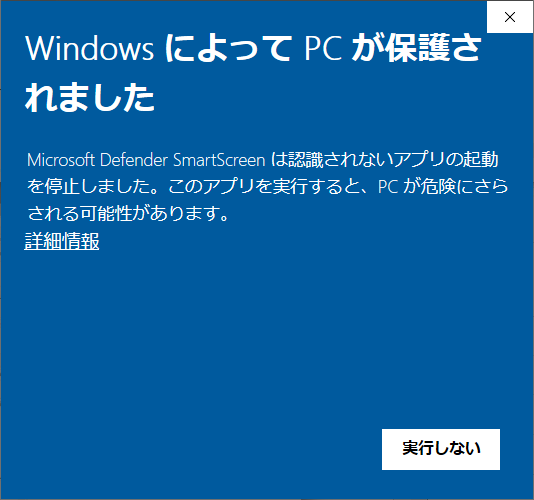 Windows によって PC が保護さ
れました
Microsoft Defender SmartScreen は認識されないアプリの起動
を停止しました。このアプリを実行すると、PC が危険にさら
される可能性があります。
詳細情報
実行しない